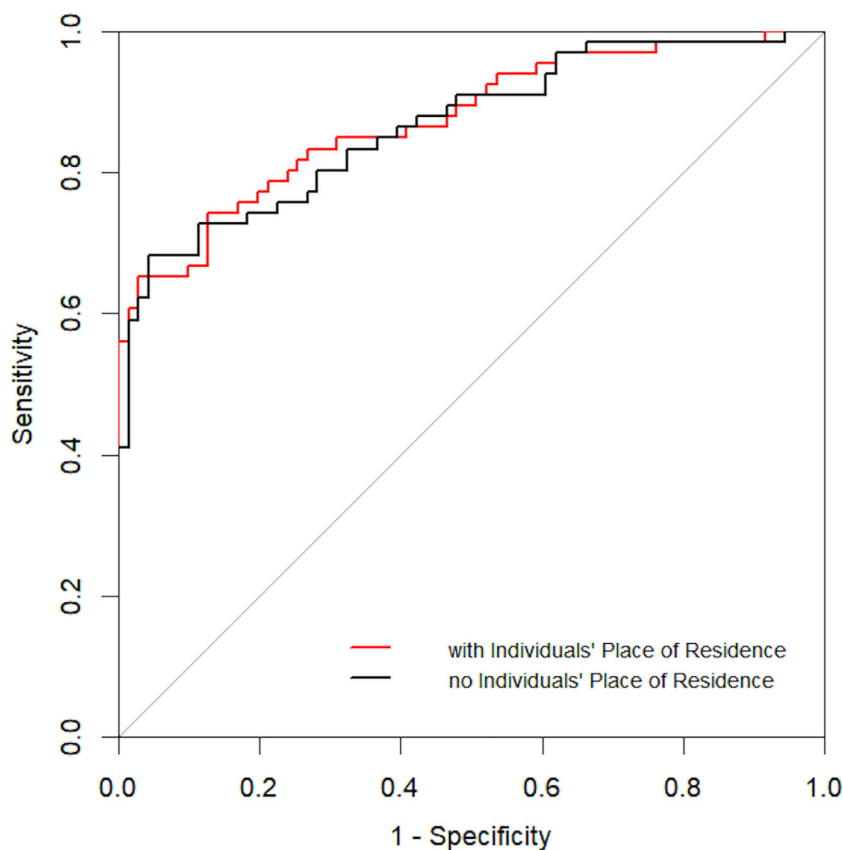 1.0
0.8
0.6
0.4
0.2
0.0
Sensitivity
with Individuals' Place of Residence
no Individuals' Place of Residence
0.0 0.2 0.4 0.6 0.8 1.0
1 - Specificity